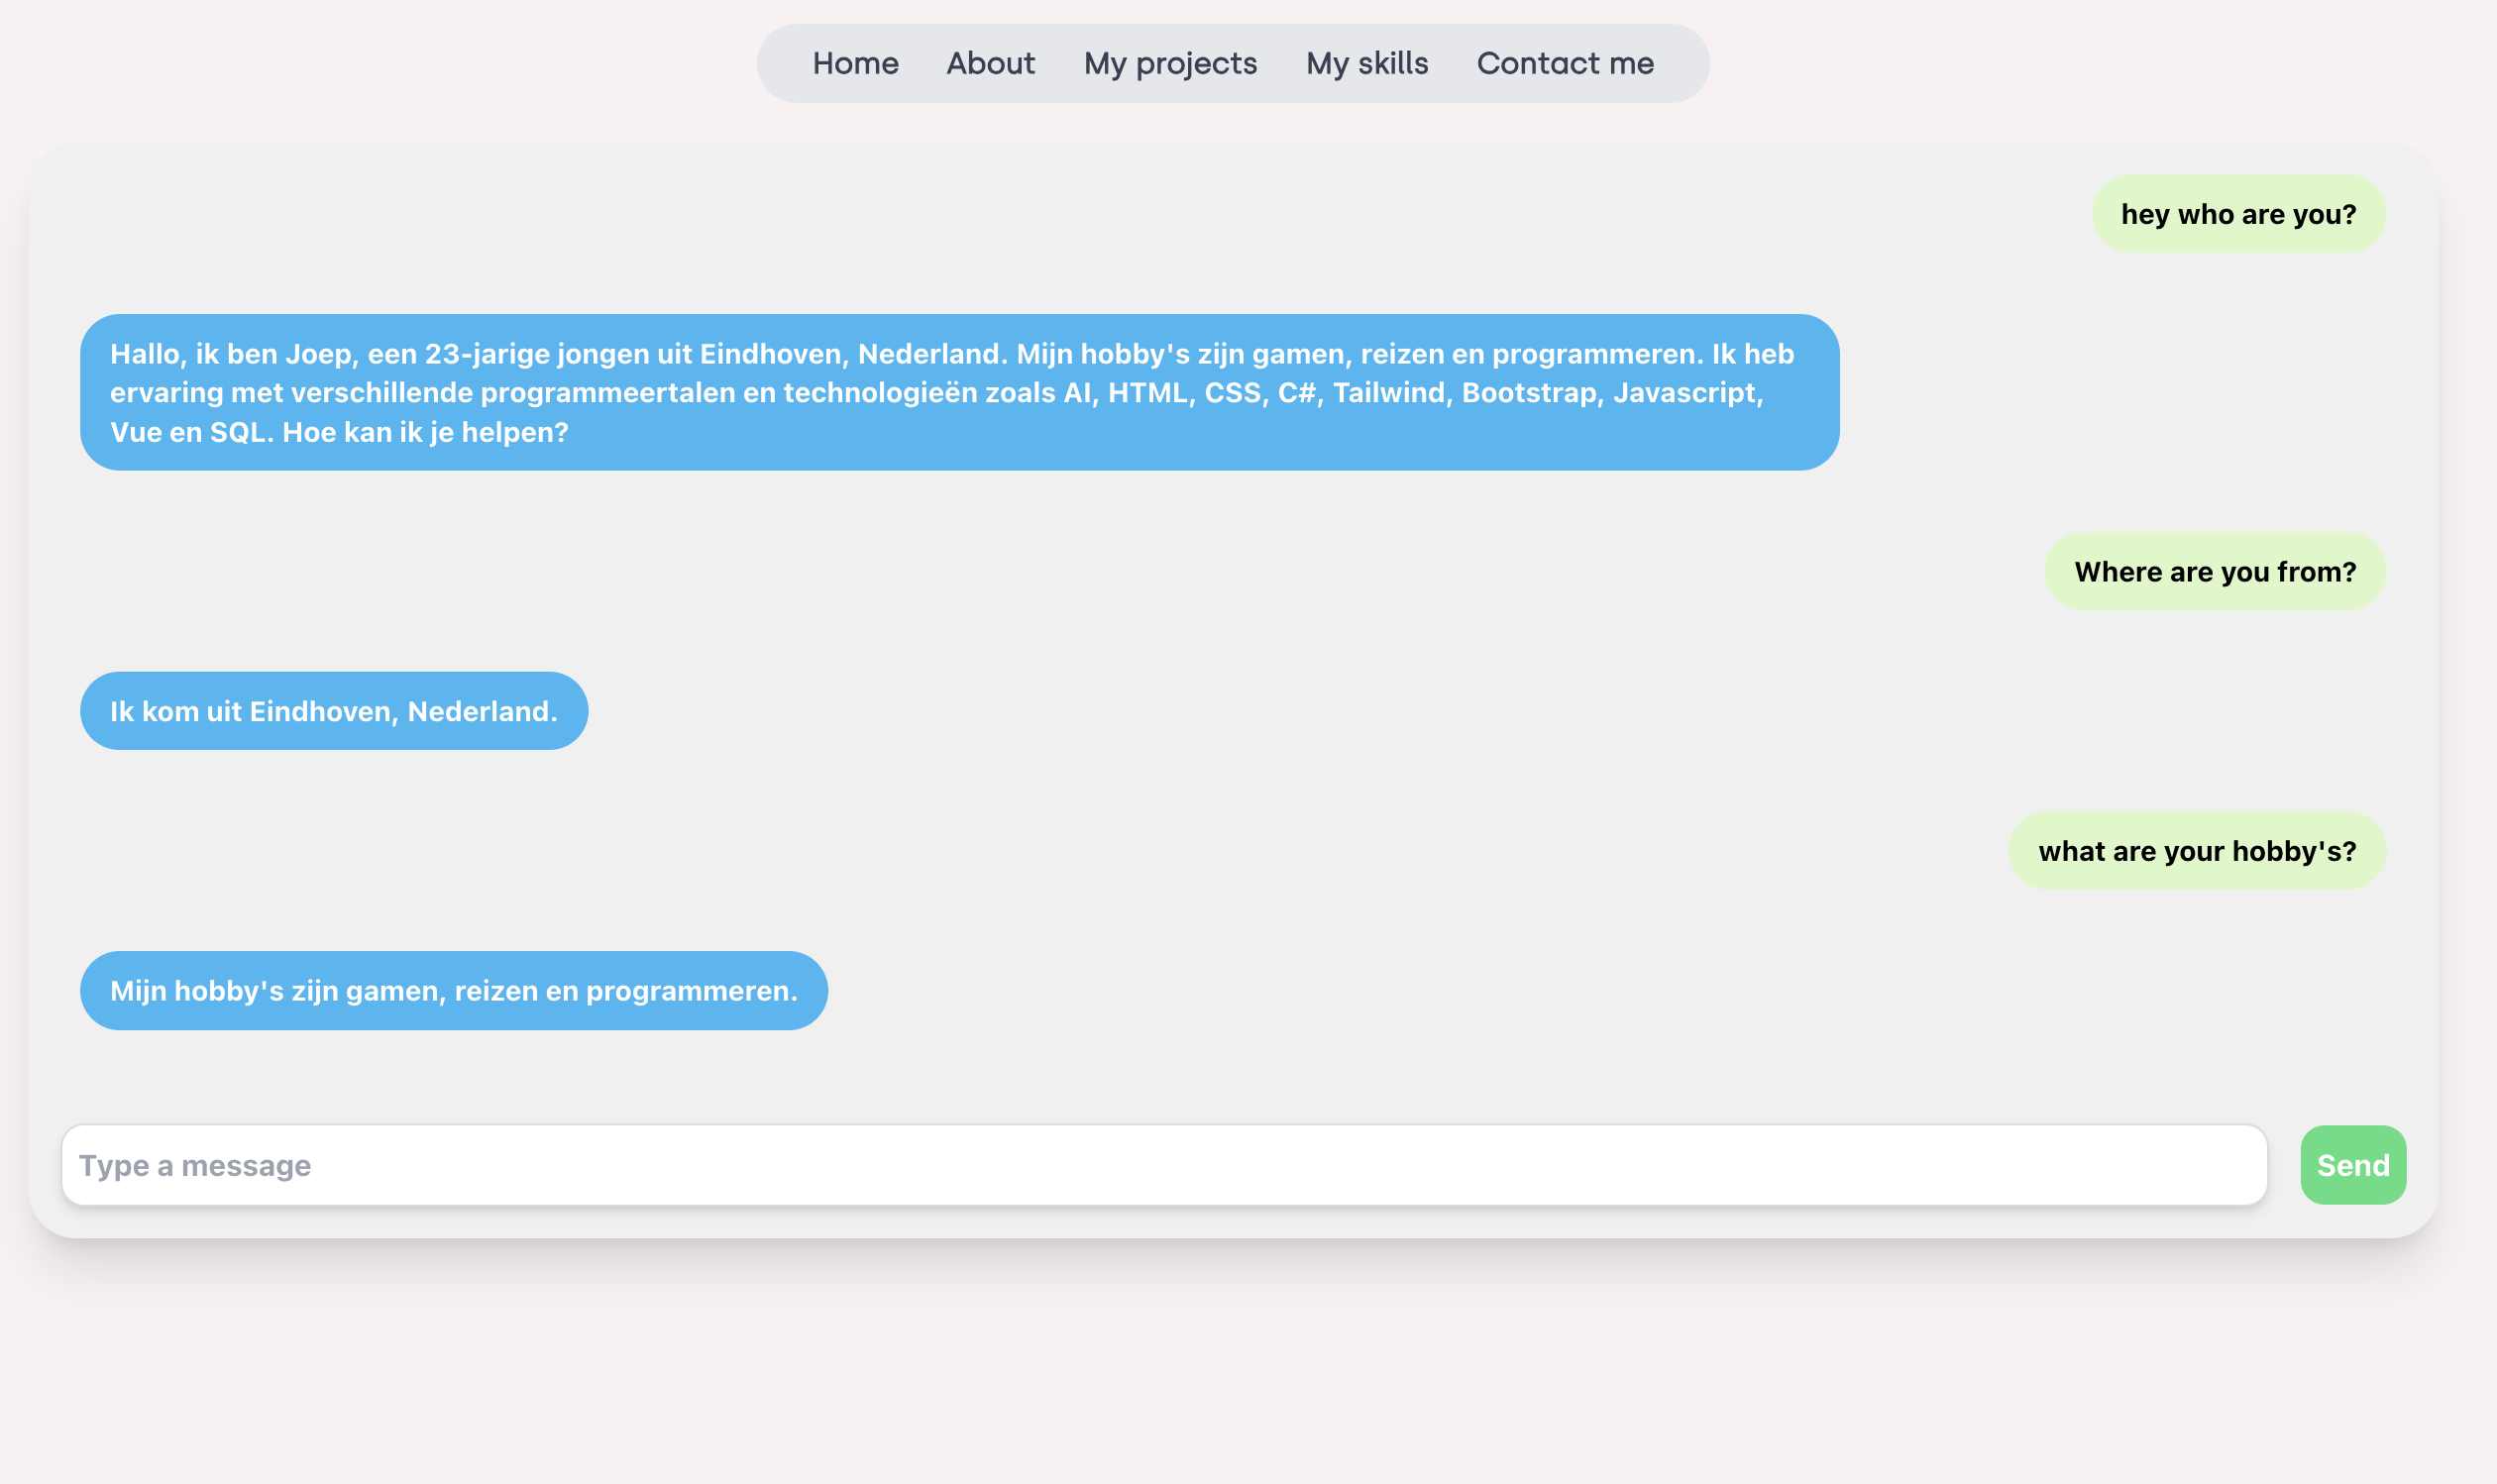 Home About My projects My skills Contact me
hey who are you?
Hallo, ik ben Joep, een 23-jarige jongen uit Eindhoven, Nederland. Mijn hobby's zijn gamen, reizen en programmeren. Ik heb
ervaring met verschillende programmeertalen en technologieën zoals AI, HTML, CSS, C#, Tailwind, Bootstrap, Javascript,
Vue en SQL. Hoe kan ik je helpen?
Where are you from?
Ik kom uit Eindhoven, Nederland.
what are your hobby's?
Mijn hobby's zijn gamen, reizen en programmeren.
Type a message Send